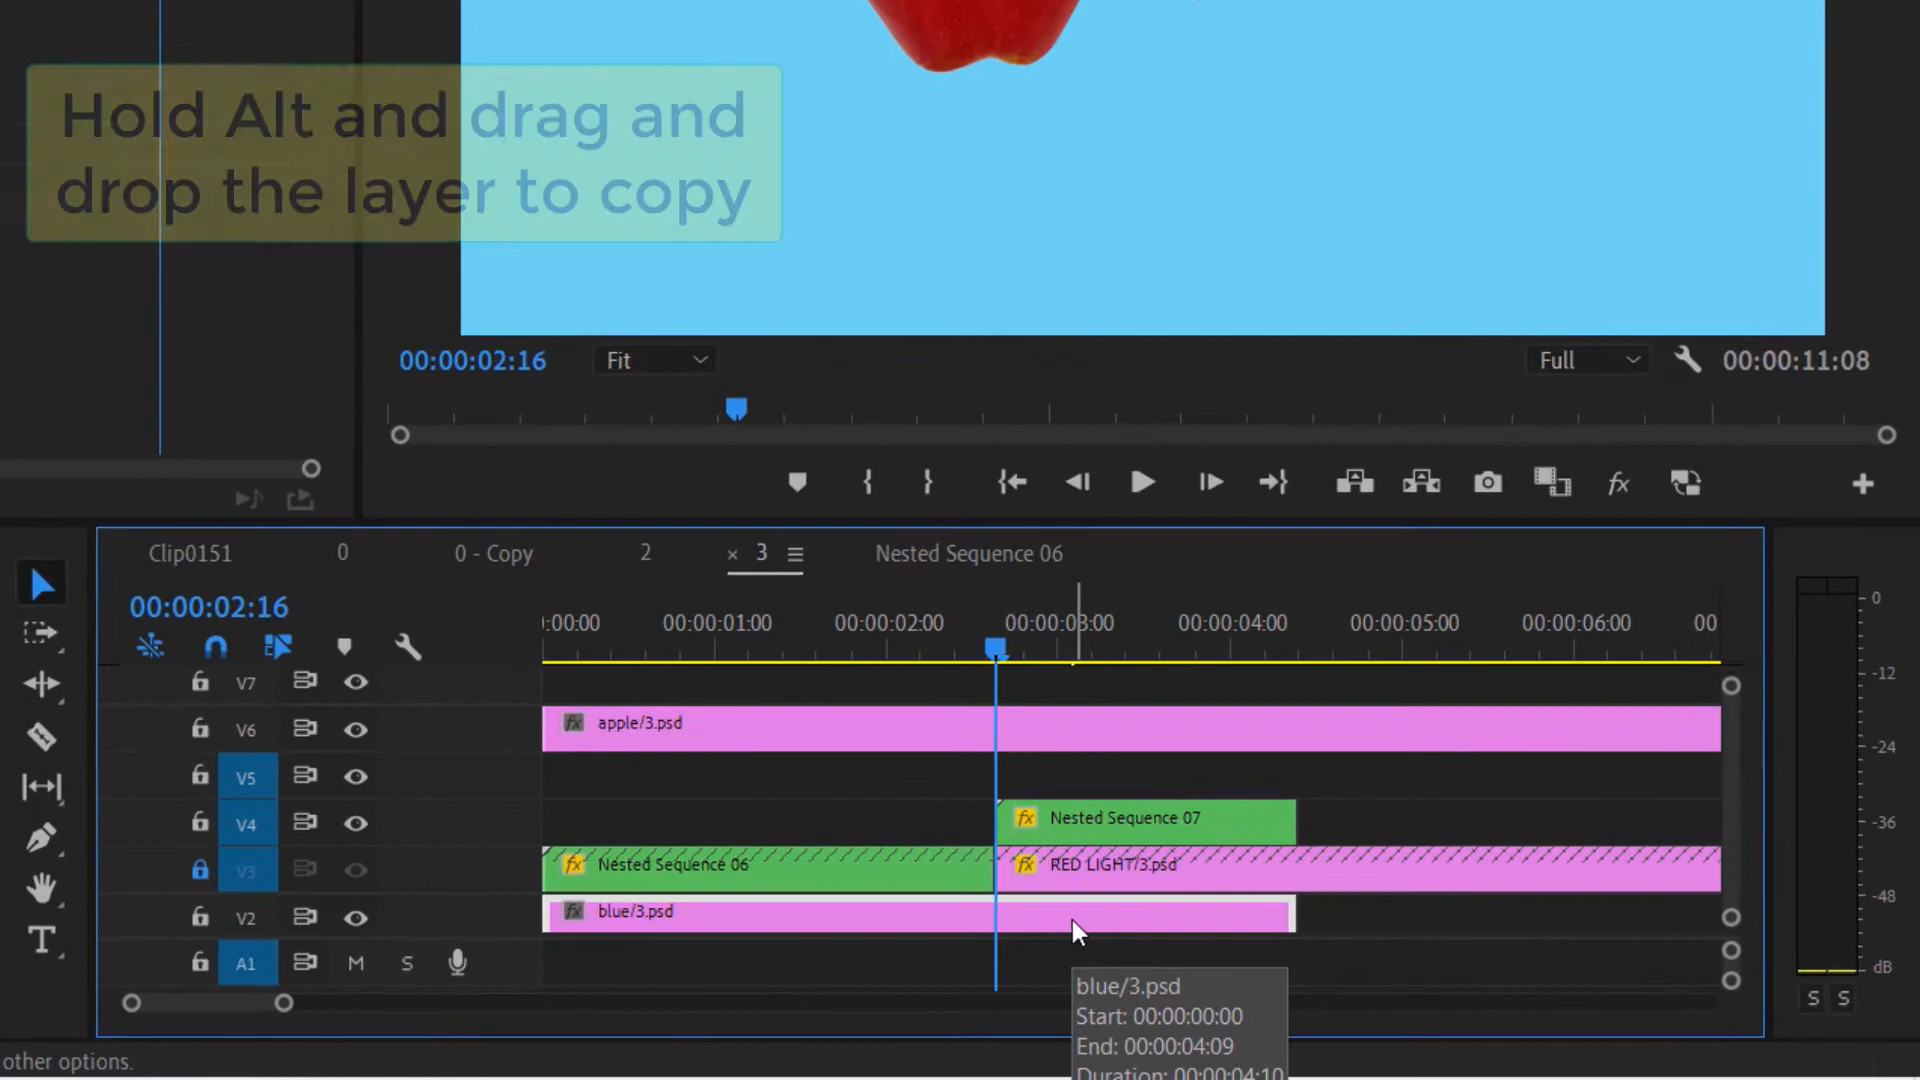 Hold Alt and drag and
drop the layer to copy
00:00:02:16
Fit
Full
00:00:11:08
Clip0151
0
0 - Copy
2
× 3
Nested Sequence 06
00:00:02:16
:00:00
00:00:01:00
00:00:02:00
00:00:03:00
00:00:04:00
00:00:05:00
00:00:06:00
00
V7
V6
fx apple/3.psd
V5
V4
fx Nested Sequence 07
V3
fx Nested Sequence 06
fx RED LIGHT/3.psd
V2
fx blue/3.psd
A1
M
S
blue/3.psd
Start: 00:00:00:00
End: 00:00:04:09
Duration: 00:00:04:10
other options.
0
-12
-24
-36
-48
dB
S
S
fx
T